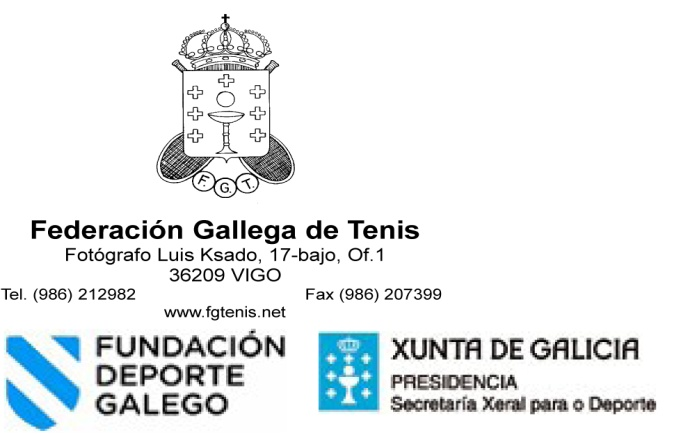 F. G. T.
Federación Gallega de Tenis
Fotógrafo Luis Ksado, 17-bajo, Of.1
36209 VIGO
Tel. (986) 212982 Fax (986) 207399
www.fgtenis.net
FUNDACIÓN
DEPORTE
GALEGO
XUNTA DE GALICIA
PRESIDENCIA
Secretaría Xeral para o Deporte